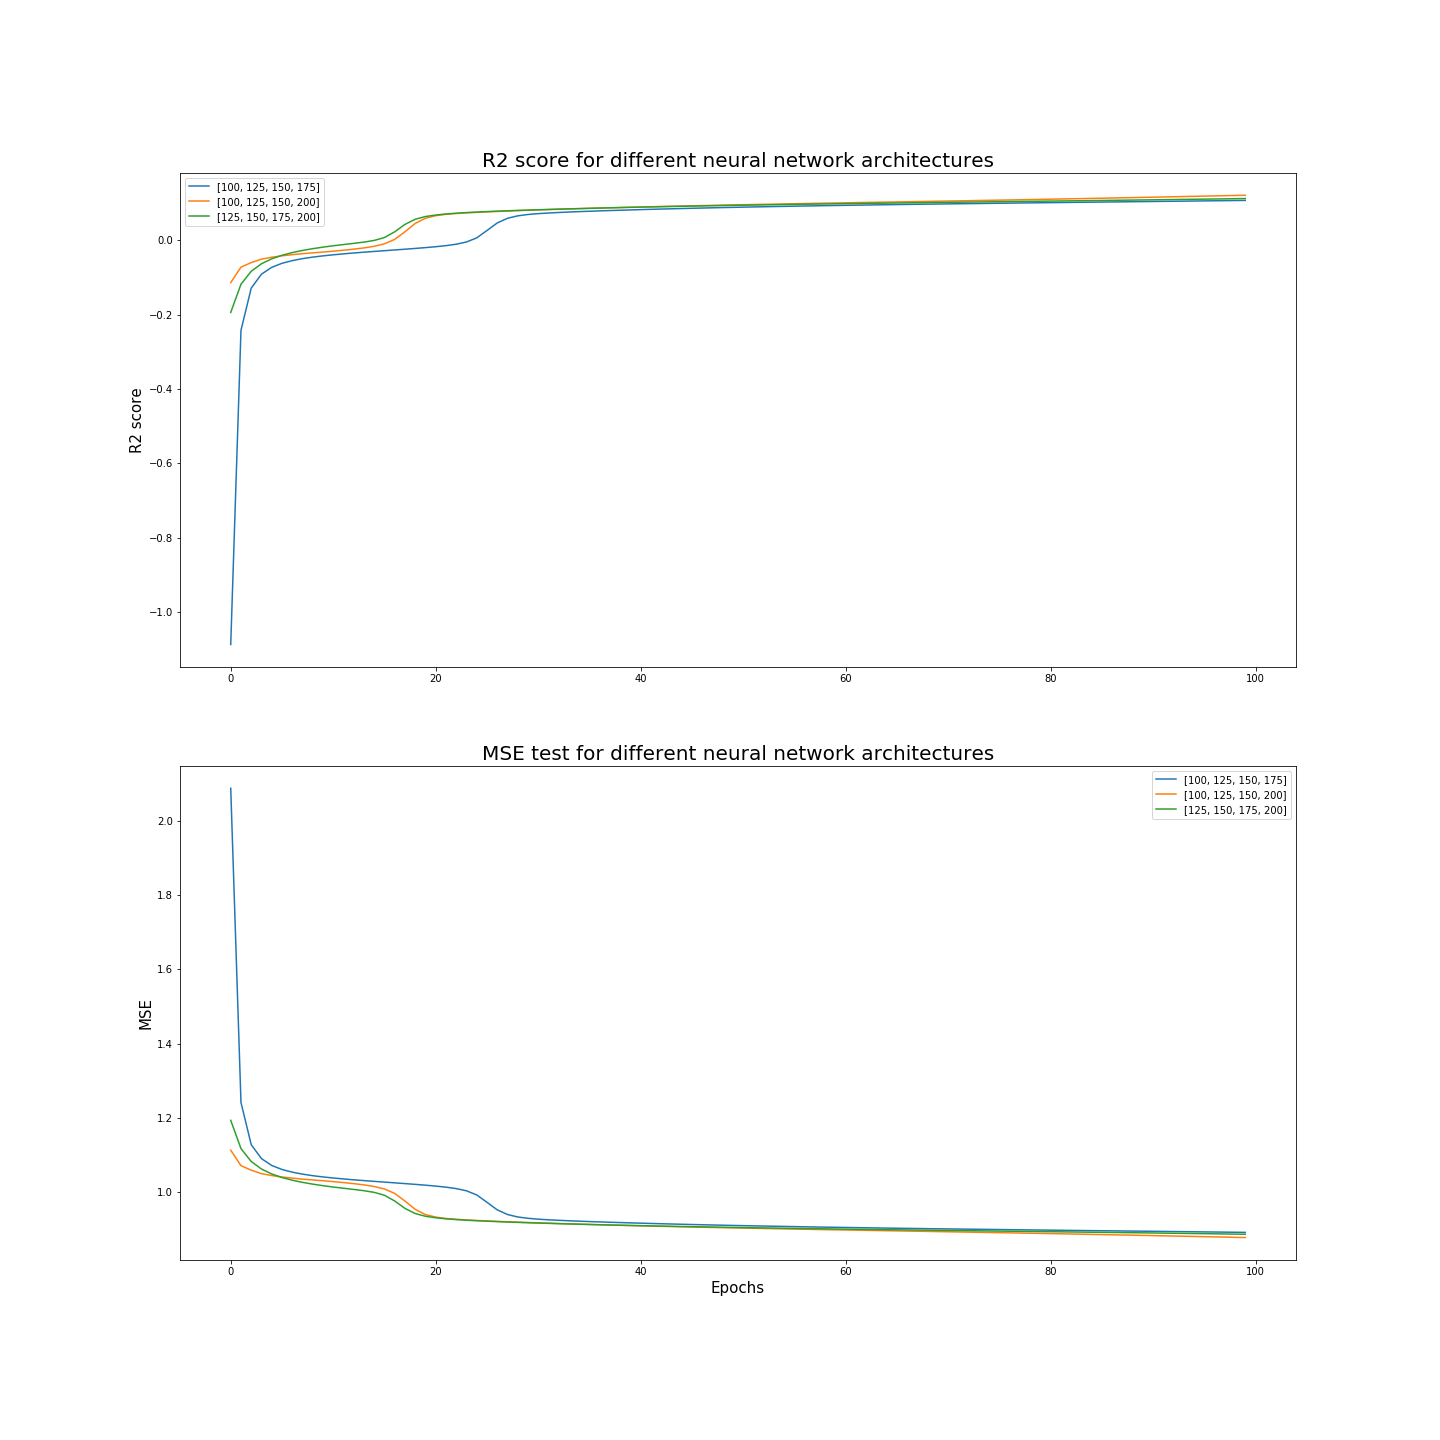 R2 score for different neural network architectures
[100, 125, 150, 175]
[100, 125, 150, 200]
[125, 150, 175, 200]
0.0
−0.2
−0.4
−0.6
−0.8
−1.0
R2 score
0 20 40 60 80 100
MSE test for different neural network architectures
[100, 125, 150, 175]
[100, 125, 150, 200]
[125, 150, 175, 200]
2.0
1.8
1.6
1.4
1.2
1.0
MSE
0 20 40 60 80 100
Epochs